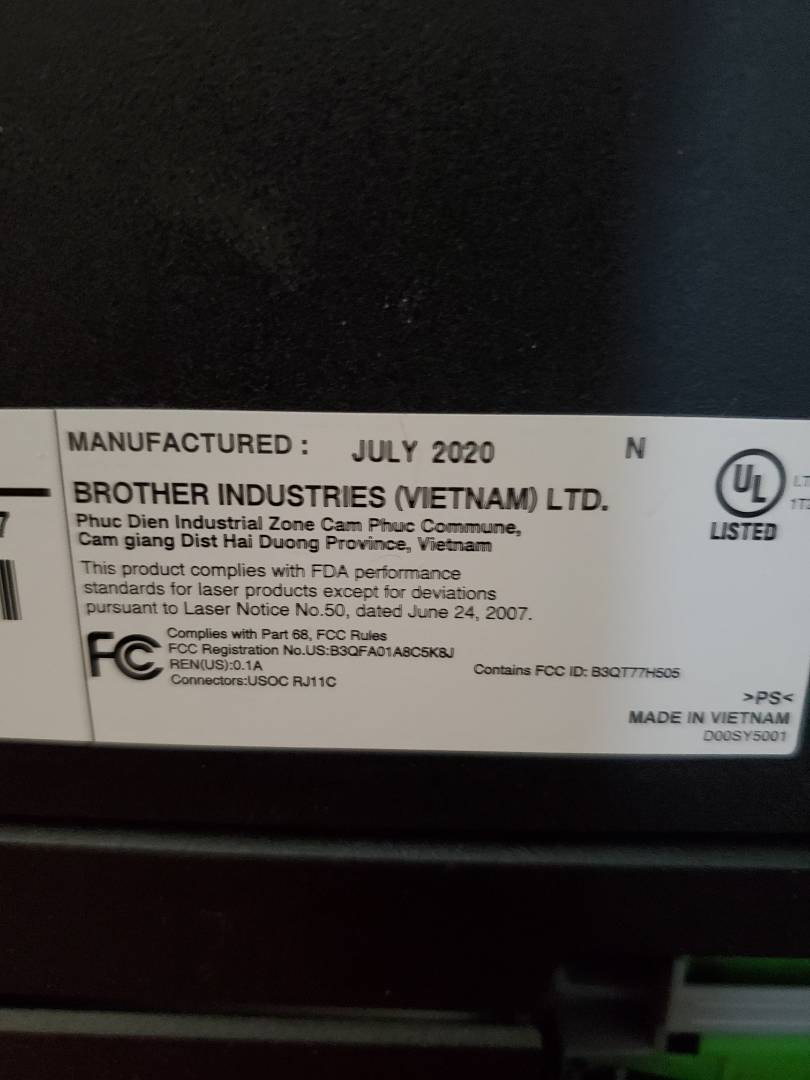 MANUFACTURED : JULY 2020 N
BROTHER INDUSTRIES (VIETNAM) LTD.
Phuc Dien Industrial Zone Cam Phuc Commune,
Cam giang Dist Hai Duong Province, Vietnam
This product complies with FDA performance
standards for laser products except for deviations
pursuant to Laser Notice No.50, dated June 24, 2007.
FC
Complies with Part 68, FCC Rules
FCC Registration No.US:B3QFA01A8C5K8J
REN(US):0.1A
Connectors:USOC RJ11C
Contains FCC ID: B3QT77H505
UL
LISTED
>PS<
MADE IN VIETNAM
D00SY5001
7